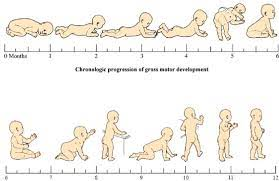 0 Months 1 2 3 4 5 6
Chronologic progression of gross motor development
6 7 8 9 10 11 12